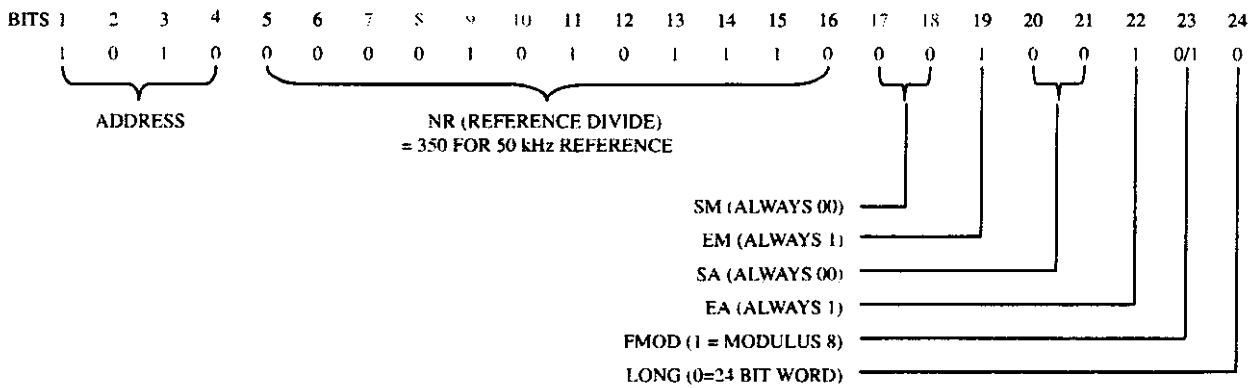 BITS 1 2 3 4 5 6 7 8 9 10 11 12 13 14 15 16 17 18 19 20 21 22 23 24
1 0 1 0 0 0 0 0 1 0 1 0 1 1 1 0 0 0 1 0 0 1 0/1 0
ADDRESS
NR (REFERENCE DIVIDE)
= 350 FOR 50 kHz REFERENCE
SM (ALWAYS 00)
EM (ALWAYS 1)
SA (ALWAYS 00)
EA (ALWAYS 1)
FMOD (1 = MODULUS 8)
LONG (0=24 BIT WORD)